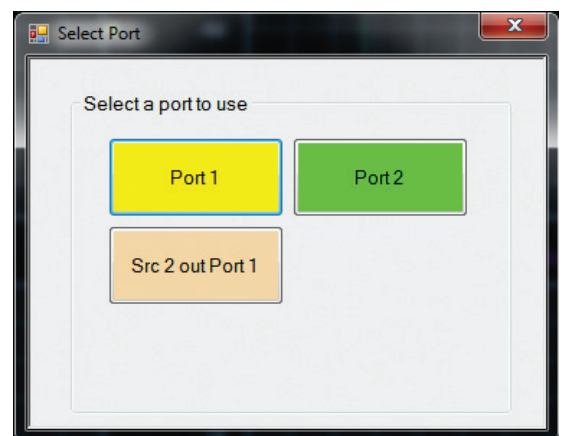 Select Port
Select a port to use
Port 1
Port 2
Src 2 out Port 1